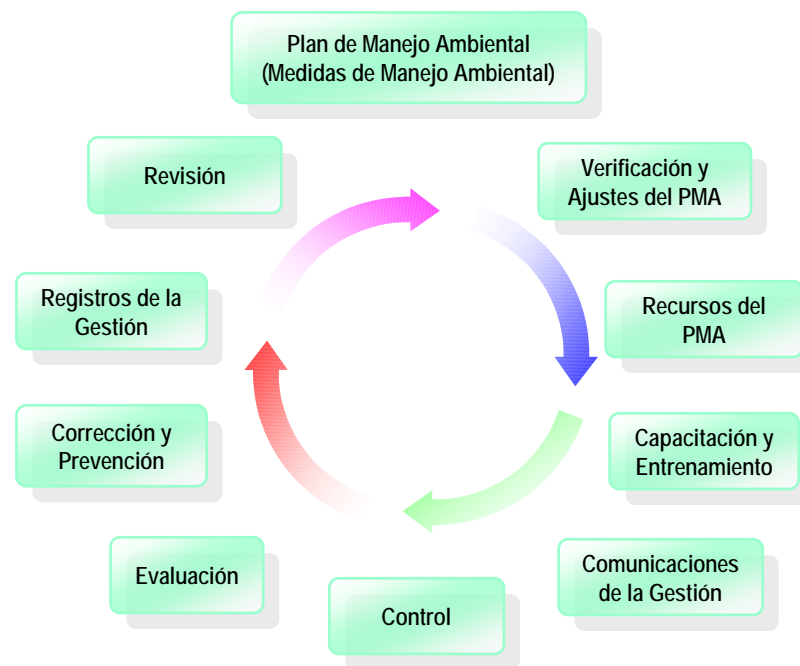 Plan de Manejo Ambiental
(Medidas de Manejo Ambiental)
Verificación y
Ajustes del PMA
Recursos del
PMA
Capacitación y
Entrenamiento
Comunicaciones
de la Gestión
Control
Evaluación
Corrección y
Prevención
Registros de la
Gestión
Revisión